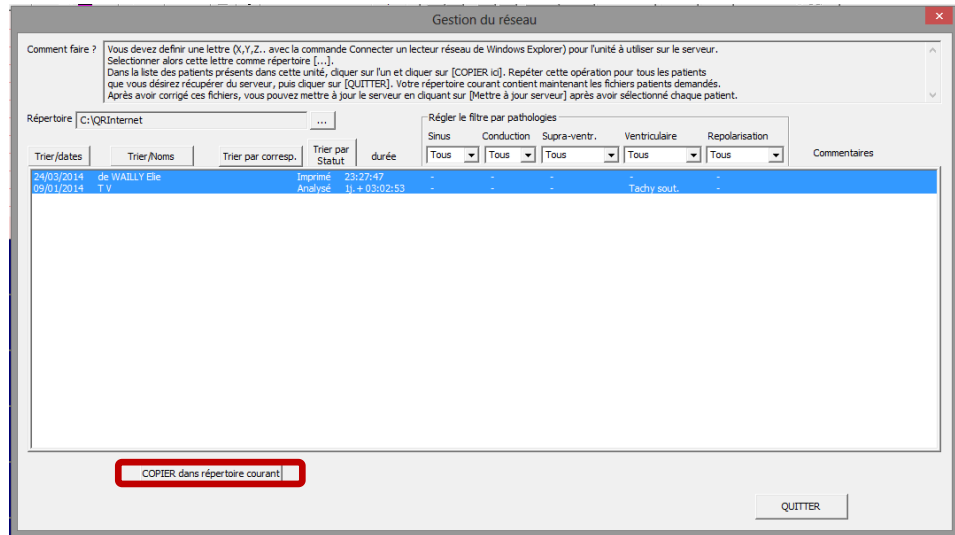 Gestion du réseau
Comment faire ?
Vous devez definir une lettre (X,Y,Z.. avec la commande Connecter un lecteur réseau de Windows Explorer) pour l'unité à utiliser sur le serveur.
Selectionner alors cette lettre comme répertoire [...].
Dans la liste des patients présents dans cette unité, cliquer sur l'un et cliquer sur [COPIER ici]. Repéter cette opération pour tous les patients
que vous désirez récupérer du serveur, puis cliquer sur [QUITTER]. Votre répertoire courant contient maintenant les fichiers patients demandés.
Après avoir corrigé ces fichiers, vous pouvez mettre à jour le serveur en cliquant sur [Mettre à jour serveur] après avoir sélectionné chaque patient.
Répertoire C:\QRInternet ...
Régler le filtre par pathologies
Sinus Conduction Supra-ventr. Ventriculaire Repolarisation
Trier/dates Trier/Noms Trier par corresp. Trier par Statut durée Tous Tous Tous Tous Tous Commentaires
24/03/2014 de WAILLY Elie Imprimé 23:27:47 - - - - -
09/01/2014 T V Analysé 1j.+03:02:53 - - - Tachy sout. -
COPIER dans répertoire courant
QUITTER